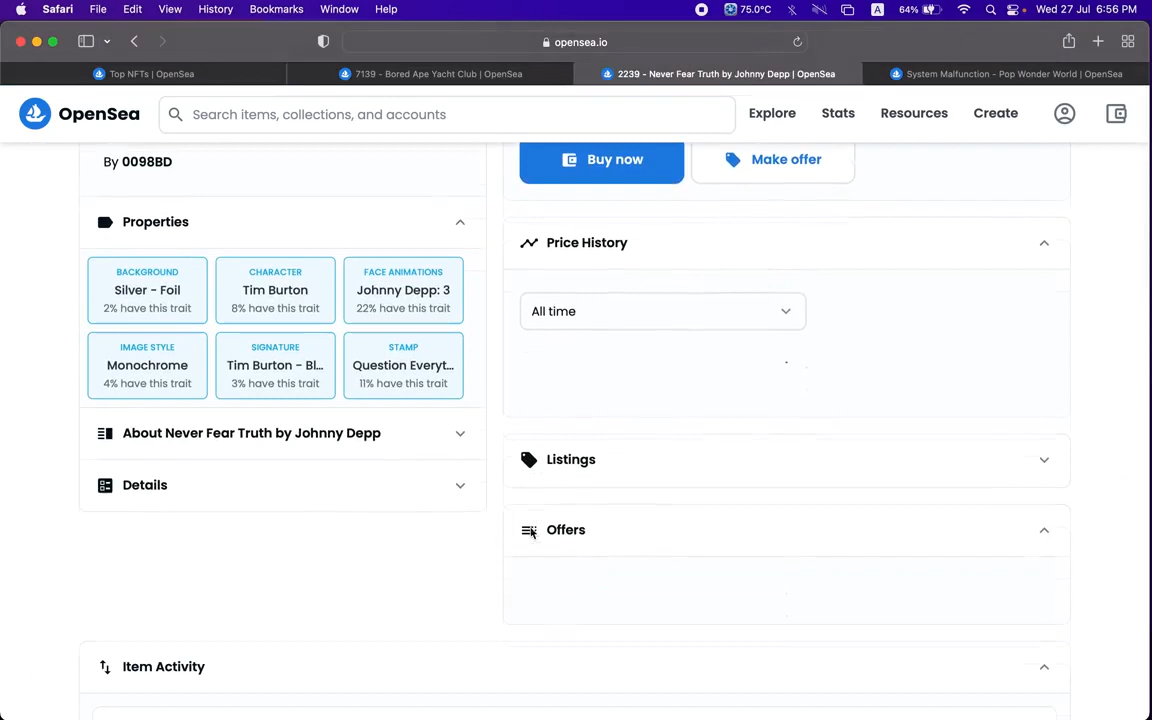 Safari File Edit View History Bookmarks Window Help 75.0°C A 64% Wed 27 Jul 6:56 PM
opensea.io
Top NFTs | OpenSea
7139 - Bored Ape Yacht Club | OpenSea
2239 - Never Fear Truth by Johnny Depp | OpenSea
System Malfunction - Pop Wonder World | OpenSea
OpenSea
Search items, collections, and accounts
Explore Stats Resources Create
By 0098BD
Properties
BACKGROUND
Silver - Foil
2% have this trait
CHARACTER
Tim Burton
8% have this trait
FACE ANIMATIONS
Johnny Depp: 3
22% have this trait
IMAGE STYLE
Monochrome
4% have this trait
SIGNATURE
Tim Burton - Bl...
3% have this trait
STAMP
Question Everyt...
11% have this trait
About Never Fear Truth by Johnny Depp
Details
Buy now
Make offer
Price History
All time
Listings
Offers
Item Activity